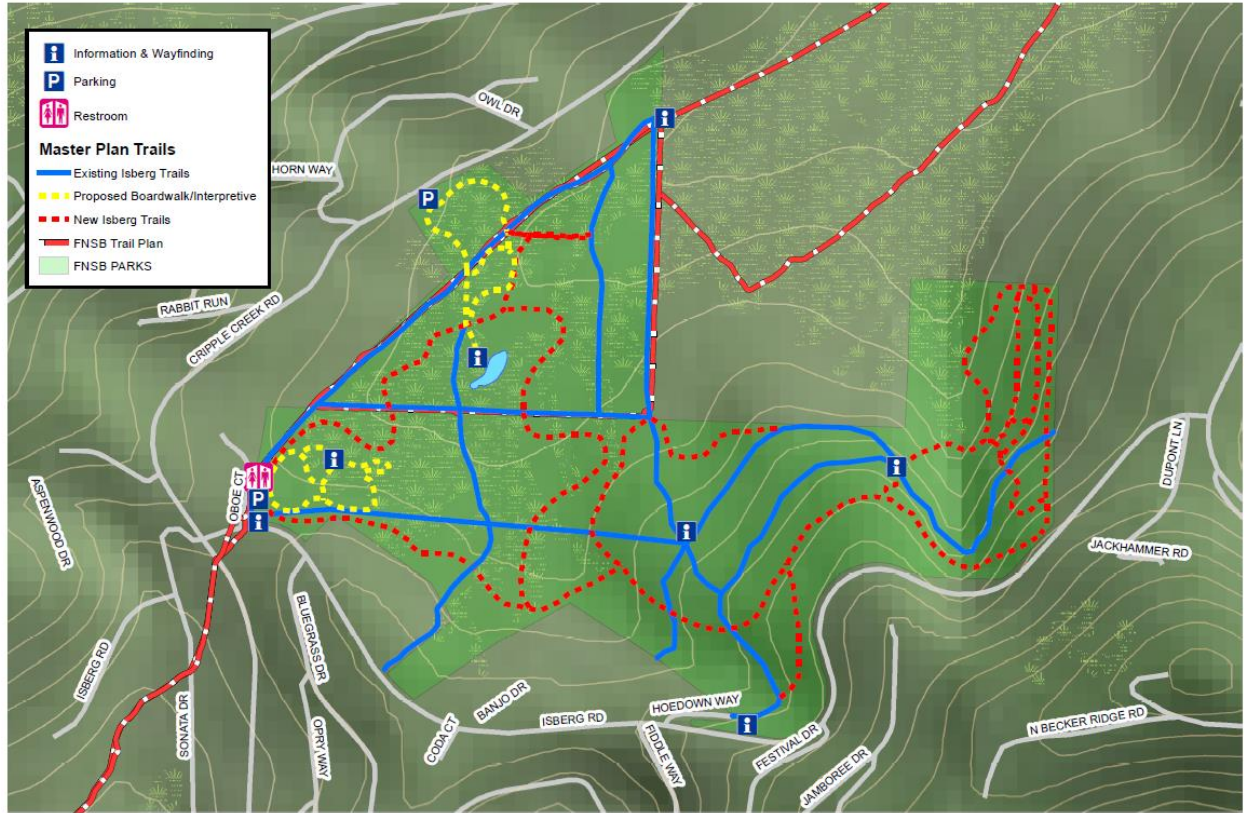 i Information & Wayfinding
P Parking
Restroom
Master Plan Trails
Existing Isberg Trails
Proposed Boardwalk/Interpretive
New Isberg Trails
FNSB Trail Plan
FNSB PARKS
OWL DR
HORN WAY
i
P
RABBIT RUN
CRIPPLE CREEK RD
i
DUPONT LN
ASPENWOOD DR
OBOE CT
i
i
P
i
i
JACKHAMMER RD
BLUEGRASS DR
ISBERG RD
SONATA DR
OPRY WAY
CODA CT
BANJO DR
ISBERG RD
HOEDOWN WAY
i
FIDDLE WAY
FESTIVAL DR
JAMBOREE DR
N BECKER RIDGE RD